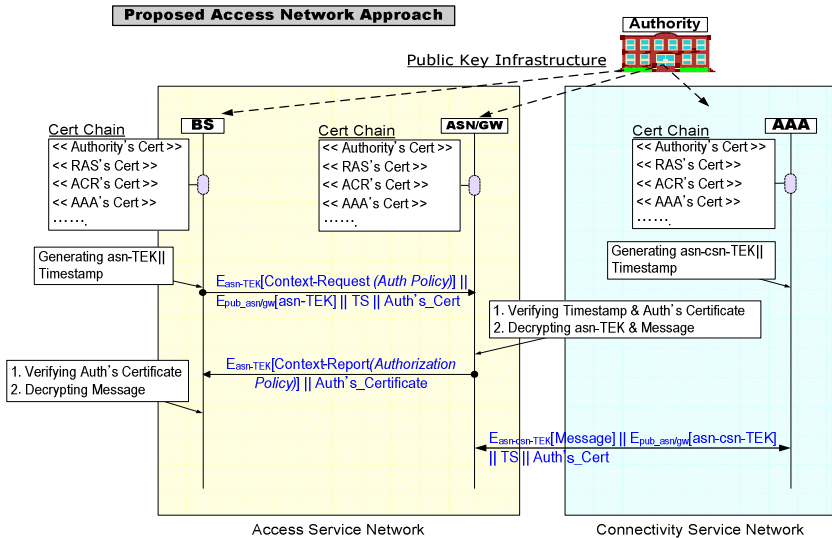 Proposed Access Network Approach
Authority
Public Key Infrastructure
BS
ASN/GW
AAA
Cert Chain
<< Authority's Cert >>
<< RAS's Cert >>
<< ACR's Cert >>
<< AAA's Cert >>
…….
Cert Chain
<< Authority's Cert >>
<< RAS's Cert >>
<< ACR's Cert >>
<< AAA's Cert >>
…….
Cert Chain
<< Authority's Cert >>
<< RAS's Cert >>
<< ACR's Cert >>
<< AAA's Cert >>
…….
Generating asn-TEK||
Timestamp
Generating asn-csn-TEK||
Timestamp
Easn-TEK[Context-Request (Auth Policy)] ||
Epub_asn/gw[asn-TEK] || TS || Auth's_Cert
1. Verifying Timestamp & Auth's Certificate
2. Decrypting asn-TEK & Message
1. Verifying Auth's Certificate
2. Decrypting Message
Easn-TEK[Context-Report(Authorization
Policy)] || Auth's_Certificate
Easn-csn-TEK[Message] || Epub_asn/gw[asn-csn-TEK]
|| TS || Auth's_Cert
Access Service Network
Connectivity Service Network